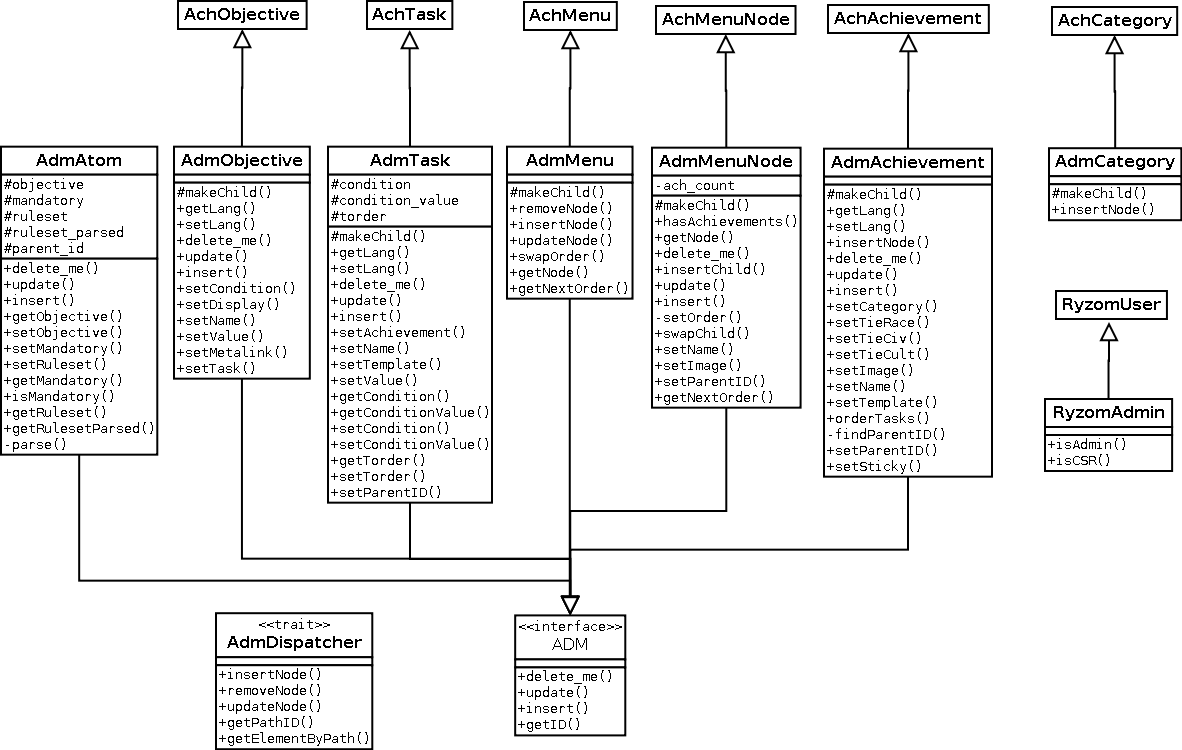 AchObjective
AchTask
AchMenu
AchMenuNode
AchAchievement
AchCategory
AdmAtom
#objective
#mandatory
#ruleset
#ruleset_parsed
#parent_id
+delete_me()
+update()
+insert()
+getObjective()
+setObjective()
+setMandatory()
+setRuleset()
+getMandatory()
+isMandatory()
+getRuleset()
+getRulesetParsed()
-parse()
AdmObjective
#makeChild()
+getLang()
+setLang()
+delete_me()
+update()
+insert()
+setCondition()
+setDisplay()
+setName()
+setValue()
+setMetalink()
+setTask()
AdmTask
#condition
#condition_value
#torder
#makeChild()
+getLang()
+setLang()
+delete_me()
+update()
+insert()
+setAchievement()
+setName()
+setTemplate()
+setValue()
+getCondition()
+getConditionValue()
+setCondition()
+setConditionValue()
+getTorder()
+setTorder()
+setParentID()
AdmMenu
#makeChild()
+removeNode()
+insertNode()
+updateNode()
+swapOrder()
+getNode()
+getNextOrder()
AdmMenuNode
-ach_count
#makeChild()
+hasAchievements()
+getNode()
+delete_me()
+insertChild()
+update()
+insert()
-setOrder()
+swapChild()
+setName()
+setImage()
+setParentID()
+getNextOrder()
AdmAchievement
#makeChild()
+getLang()
+setLang()
+insertNode()
+delete_me()
+update()
+insert()
+setCategory()
+setTieRace()
+setTieCiv()
+setTieCult()
+setImage()
+setName()
+setTemplate()
+orderTasks()
-findParentID()
+setParentID()
+setSticky()
AdmCategory
#makeChild()
+insertNode()
RyzomUser
RyzomAdmin
+isAdmin()
+isCSR()
<<trait>>
AdmDispatcher
+insertNode()
+removeNode()
+updateNode()
+getPathID()
+getElementByPath()
<<interface>>
ADM
+delete_me()
+update()
+insert()
+getID()